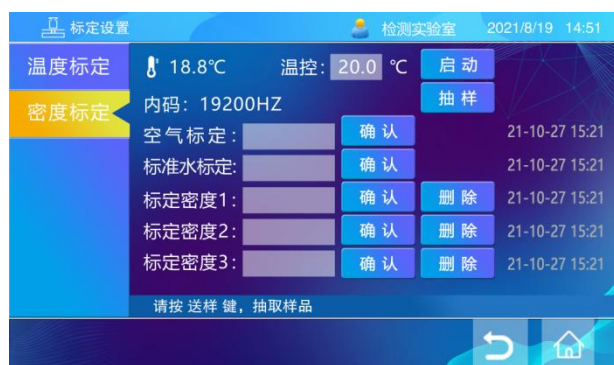 标定设置 检测实验室 2021/8/19 14:51
温度标定 18.8℃ 温控: 20.0 ℃ 启动
密度标定 内码: 19200HZ 抽样
空气标定: 确认 21-10-27 15:21
标准水标定: 确认 21-10-27 15:21
标定密度1: 确认 删除 21-10-27 15:21
标定密度2: 确认 删除 21-10-27 15:21
标定密度3: 确认 删除 21-10-27 15:21
请按 送样 键，抽取样品